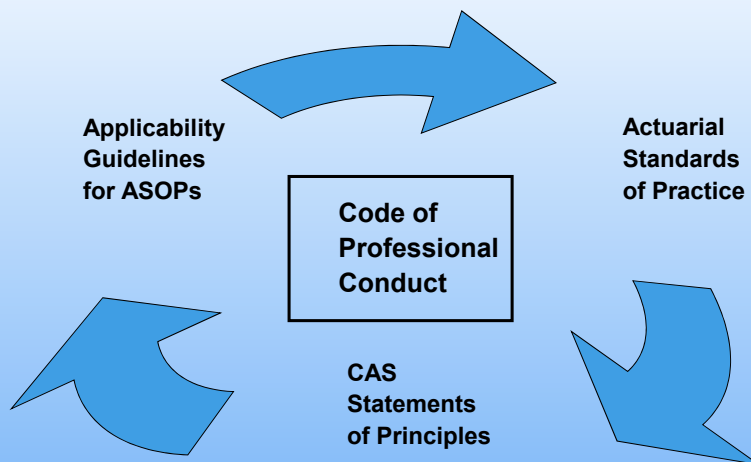 Applicability
Guidelines
for ASOPs
Actuarial
Standards
of Practice
Code of
Professional
Conduct
CAS
Statements
of Principles